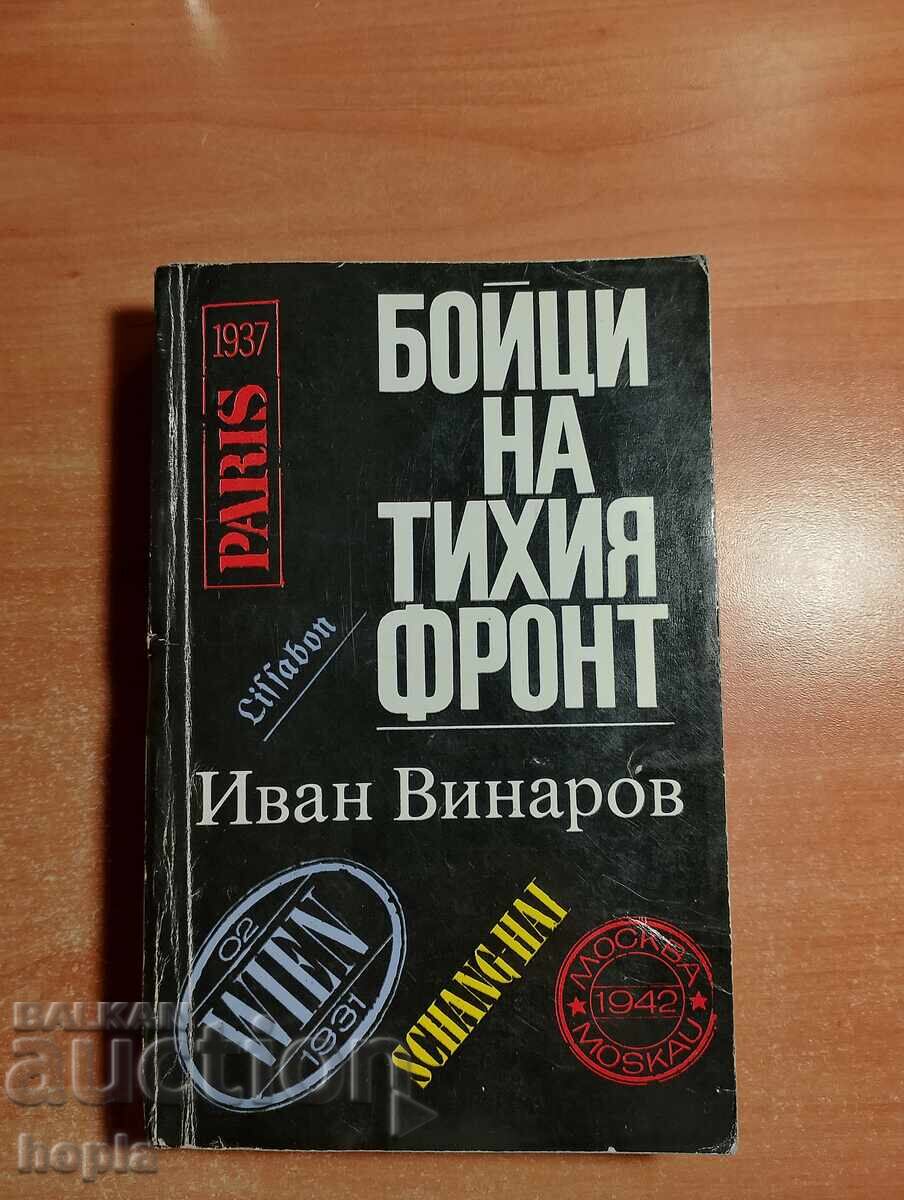 1937
PARIS
БОЙЦИ
НА
ТИХИЯ
ФРОНТ
Lissabon
Иван Винаров
02
WIEN
1931
SCHANG HAI
МОСКВА
1942
MOSKAU
BALKAN
auction
hopla